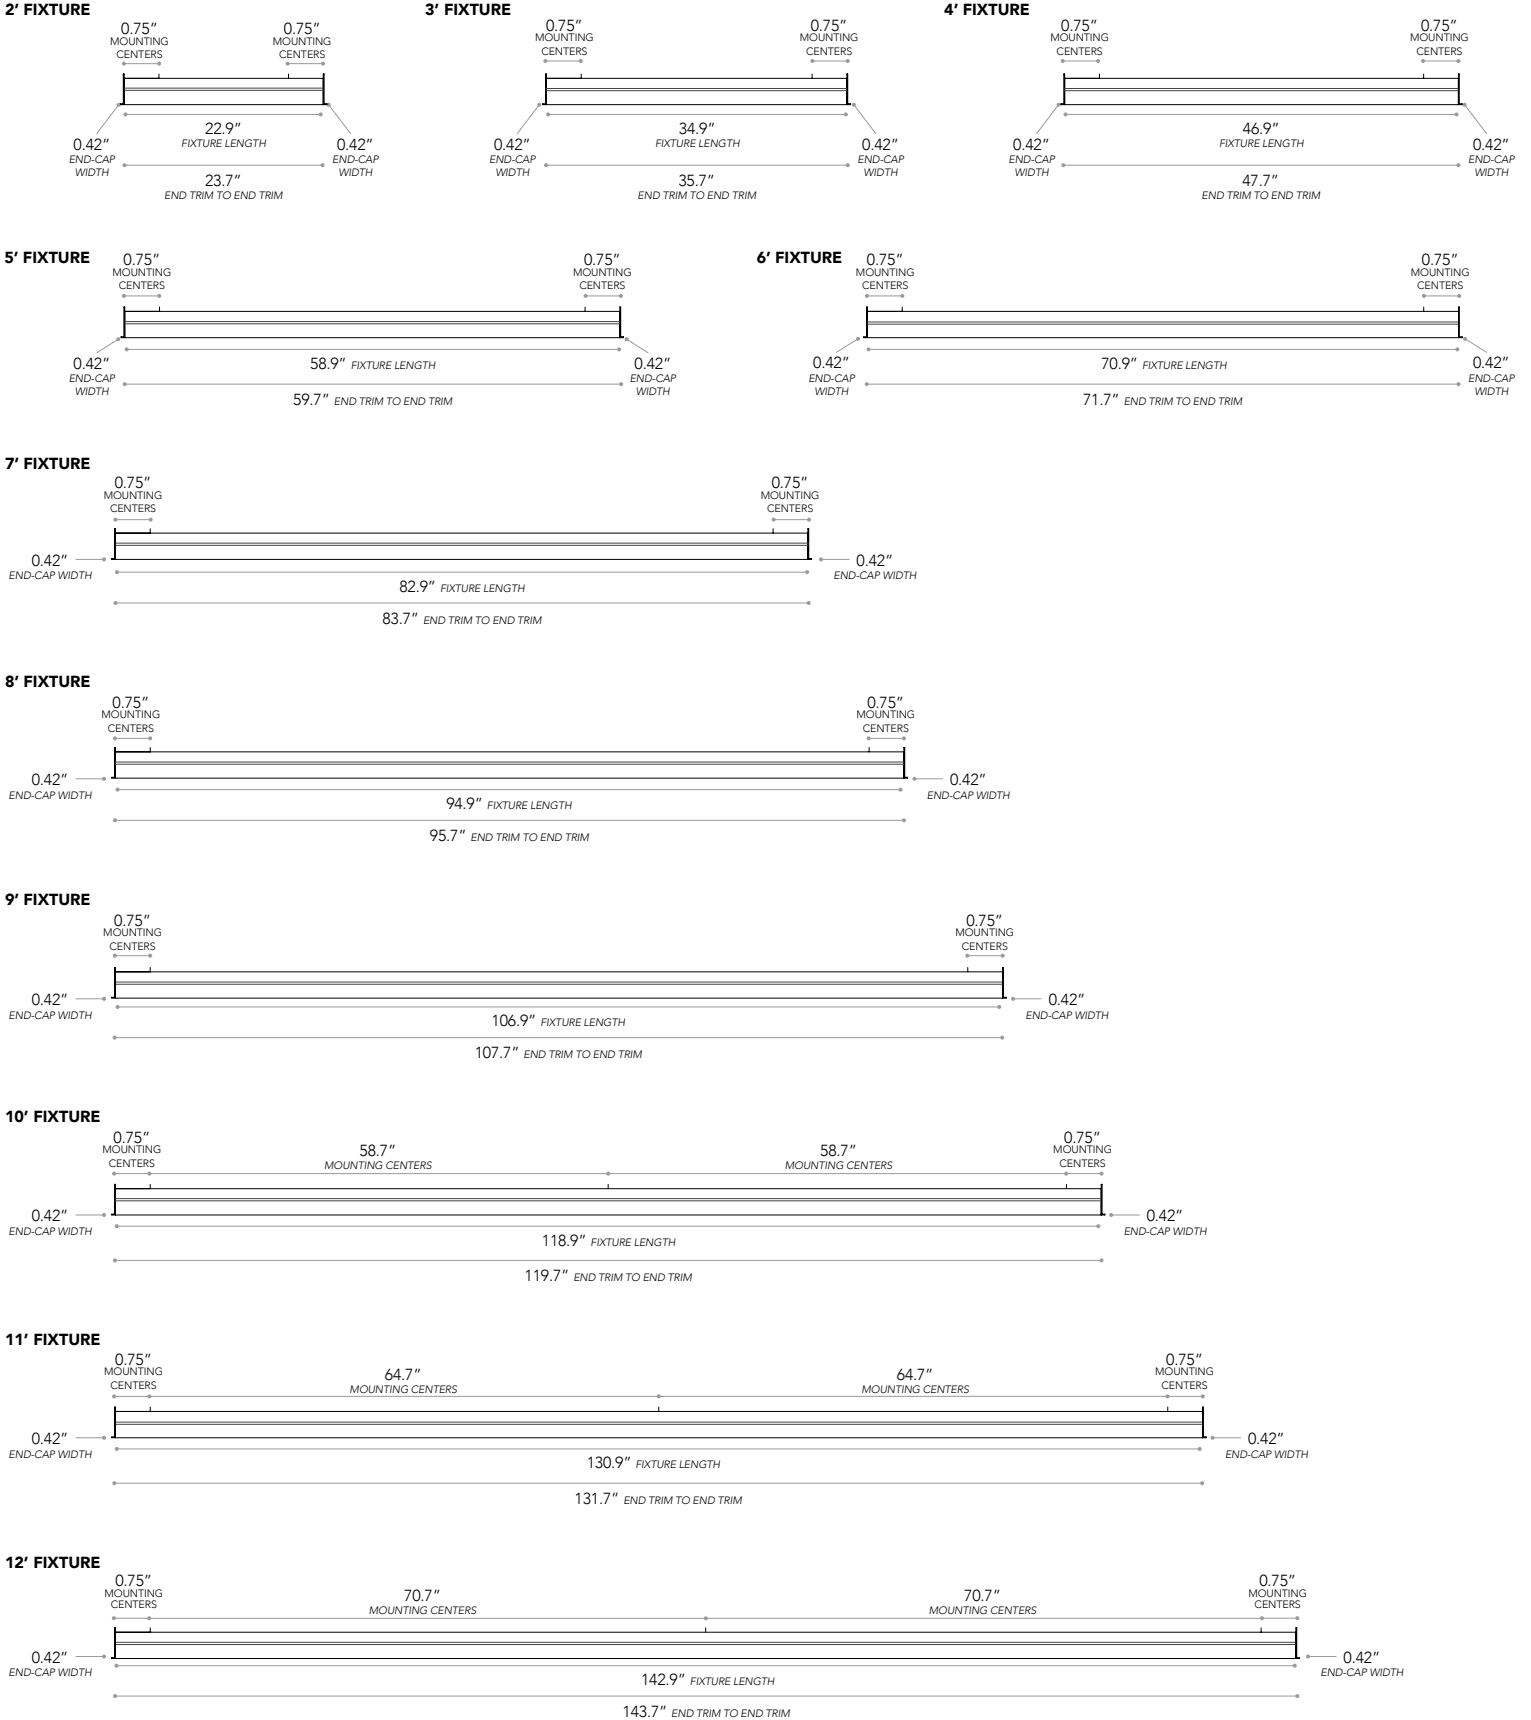 2’ FIXTURE
0.75”
MOUNTING
CENTERS
0.75”
MOUNTING
CENTERS
0.42”
END-CAP
WIDTH
22.9”
FIXTURE LENGTH
0.42”
END-CAP
WIDTH
23.7”
END TRIM TO END TRIM
3’ FIXTURE
0.75”
MOUNTING
CENTERS
0.75”
MOUNTING
CENTERS
0.42”
END-CAP
WIDTH
34.9”
FIXTURE LENGTH
0.42”
END-CAP
WIDTH
35.7”
END TRIM TO END TRIM
4’ FIXTURE
0.75”
MOUNTING
CENTERS
0.75”
MOUNTING
CENTERS
0.42”
END-CAP
WIDTH
46.9”
FIXTURE LENGTH
0.42”
END-CAP
WIDTH
47.7”
END TRIM TO END TRIM
5’ FIXTURE
0.75”
MOUNTING
CENTERS
0.75”
MOUNTING
CENTERS
0.42”
END-CAP
WIDTH
58.9” FIXTURE LENGTH
0.42”
END-CAP
WIDTH
59.7” END TRIM TO END TRIM
6’ FIXTURE
0.75”
MOUNTING
CENTERS
0.75”
MOUNTING
CENTERS
0.42”
END-CAP
WIDTH
70.9” FIXTURE LENGTH
0.42”
END-CAP
WIDTH
71.7” END TRIM TO END TRIM
7’ FIXTURE
0.75”
MOUNTING
CENTERS
0.75”
MOUNTING
CENTERS
0.42”
END-CAP WIDTH
0.42”
END-CAP WIDTH
82.9” FIXTURE LENGTH
83.7” END TRIM TO END TRIM
8’ FIXTURE
0.75”
MOUNTING
CENTERS
0.75”
MOUNTING
CENTERS
0.42”
END-CAP WIDTH
0.42”
END-CAP WIDTH
94.9” FIXTURE LENGTH
95.7” END TRIM TO END TRIM
9’ FIXTURE
0.75”
MOUNTING
CENTERS
0.75”
MOUNTING
CENTERS
0.42”
END-CAP WIDTH
0.42”
END-CAP WIDTH
106.9” FIXTURE LENGTH
107.7” END TRIM TO END TRIM
10’ FIXTURE
0.75”
MOUNTING
CENTERS
58.7”
MOUNTING CENTERS
58.7”
MOUNTING CENTERS
0.75”
MOUNTING
CENTERS
0.42”
END-CAP WIDTH
0.42”
END-CAP WIDTH
118.9” FIXTURE LENGTH
119.7” END TRIM TO END TRIM
11’ FIXTURE
0.75”
MOUNTING
CENTERS
64.7”
MOUNTING CENTERS
64.7”
MOUNTING CENTERS
0.75”
MOUNTING
CENTERS
0.42”
END-CAP WIDTH
0.42”
END-CAP WIDTH
130.9” FIXTURE LENGTH
131.7” END TRIM TO END TRIM
12’ FIXTURE
0.75”
MOUNTING
CENTERS
70.7”
MOUNTING CENTERS
70.7”
MOUNTING CENTERS
0.75”
MOUNTING
CENTERS
0.42”
END-CAP WIDTH
0.42”
END-CAP WIDTH
142.9” FIXTURE LENGTH
143.7” END TRIM TO END TRIM